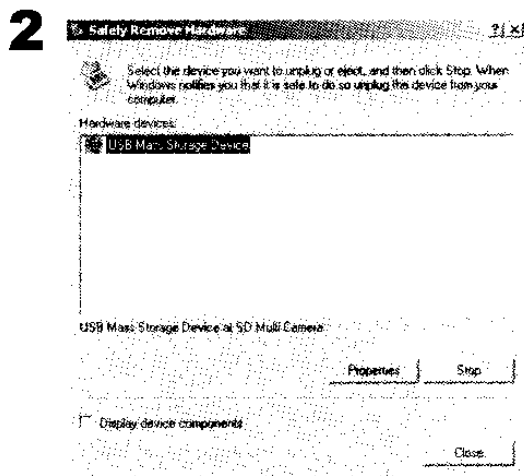 2
Safely Remove Hardware
Select the device you want to unplug or eject, and then click Stop. When
Windows notifies you that it is safe to do so unplug the device from your
computer.
Hardware devices:
USB Mass Storage Device
USB Mass Storage Device at SD Multi Camera
Properties Stop
Display device components
Close